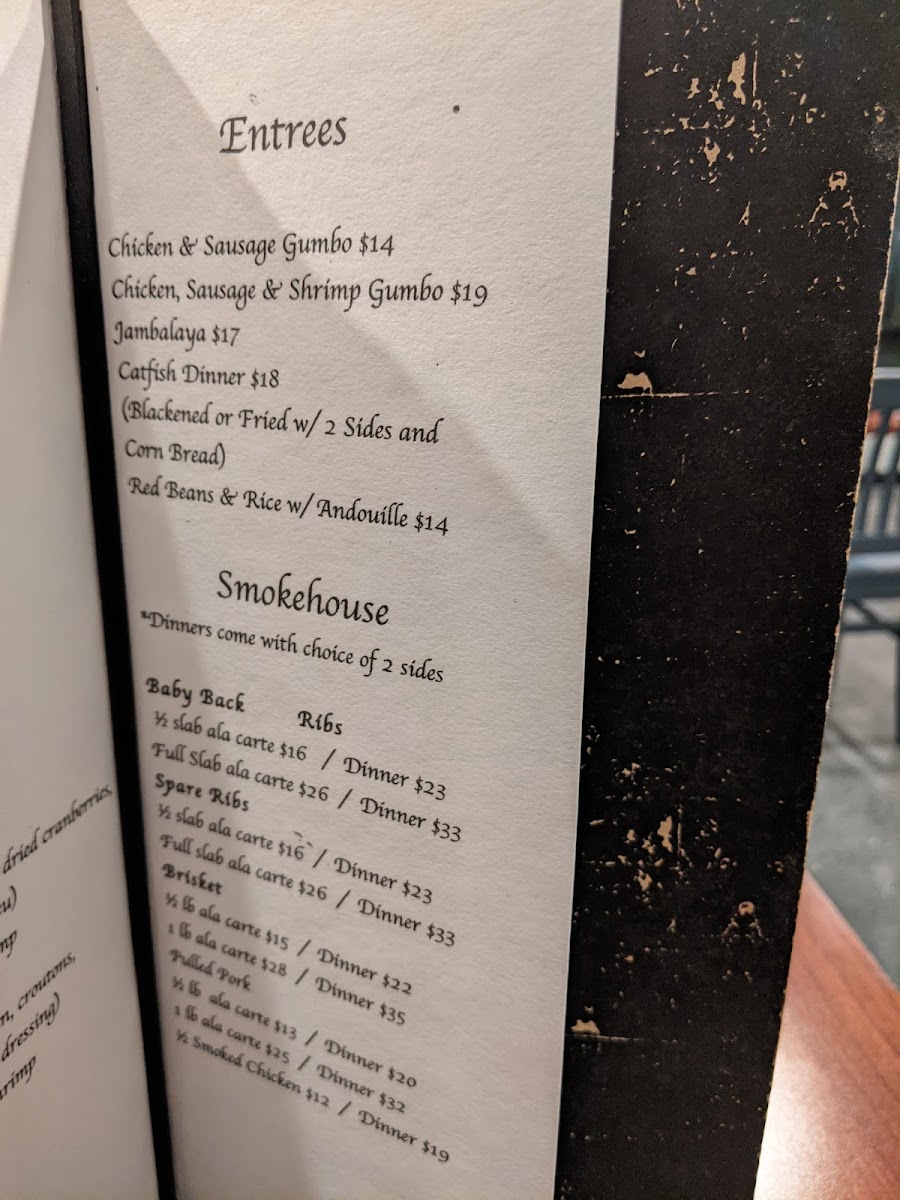 Entrees
Chicken & Sausage Gumbo $14
Chicken, Sausage & Shrimp Gumbo $19
Jambalaya $17
Catfish Dinner $18
(Blackened or Fried w/ 2 Sides and
Corn Bread)
Red Beans & Rice w/ Andouille $14
Smokehouse
*Dinners come with choice of 2 sides
Baby Back Ribs
½ slab ala carte $16 / Dinner $23
Full Slab ala carte $26 / Dinner $33
Spare Ribs
½ slab ala carte $16 / Dinner $23
Full slab ala carte $26 / Dinner $33
Brisket
½ lb ala carte $15 / Dinner $22
1 lb ala carte $28 / Dinner $35
Pulled Pork
½ lb ala carte $13 / Dinner $20
1 lb ala carte $25 / Dinner $32
½ Smoked Chicken $12 / Dinner $19
dried cranberries,
croutons,
dressing)